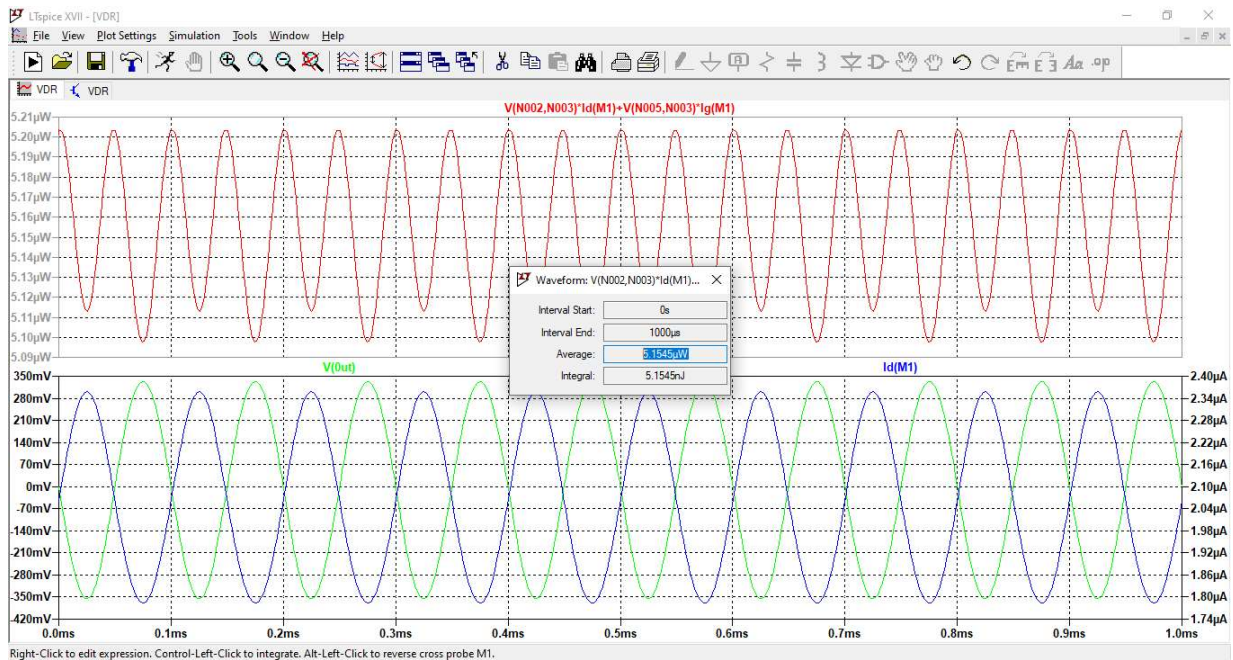 LTspice XVII - [VDR]
File View Plot Settings Simulation Tools Window Help
VDR VDR
V(N002,N003)*Id(M1)+V(N005,N003)*Ig(M1)
5.21µW
5.20µW
5.19µW
5.18µW
5.17µW
5.16µW
5.15µW
5.14µW
5.13µW
5.12µW
5.11µW
5.10µW
5.09µW
Waveform: V(N002,N003)*Id(M1)...
Interval Start: 0s
Interval End: 1000µs
Average: 5.1545µW
Integral: 5.1545nJ
V(0ut) Id(M1)
350mV 2.40µA
280mV 2.34µA
210mV 2.28µA
140mV 2.22µA
70mV 2.16µA
0mV 2.10µA
-70mV 2.04µA
-140mV 1.98µA
-210mV 1.92µA
-280mV 1.86µA
-350mV 1.80µA
-420mV 1.74µA
0.0ms 0.1ms 0.2ms 0.3ms 0.4ms 0.5ms 0.6ms 0.7ms 0.8ms 0.9ms 1.0ms
Right-Click to edit expression. Control-Left-Click to integrate. Alt-Left-Click to reverse cross probe M1.